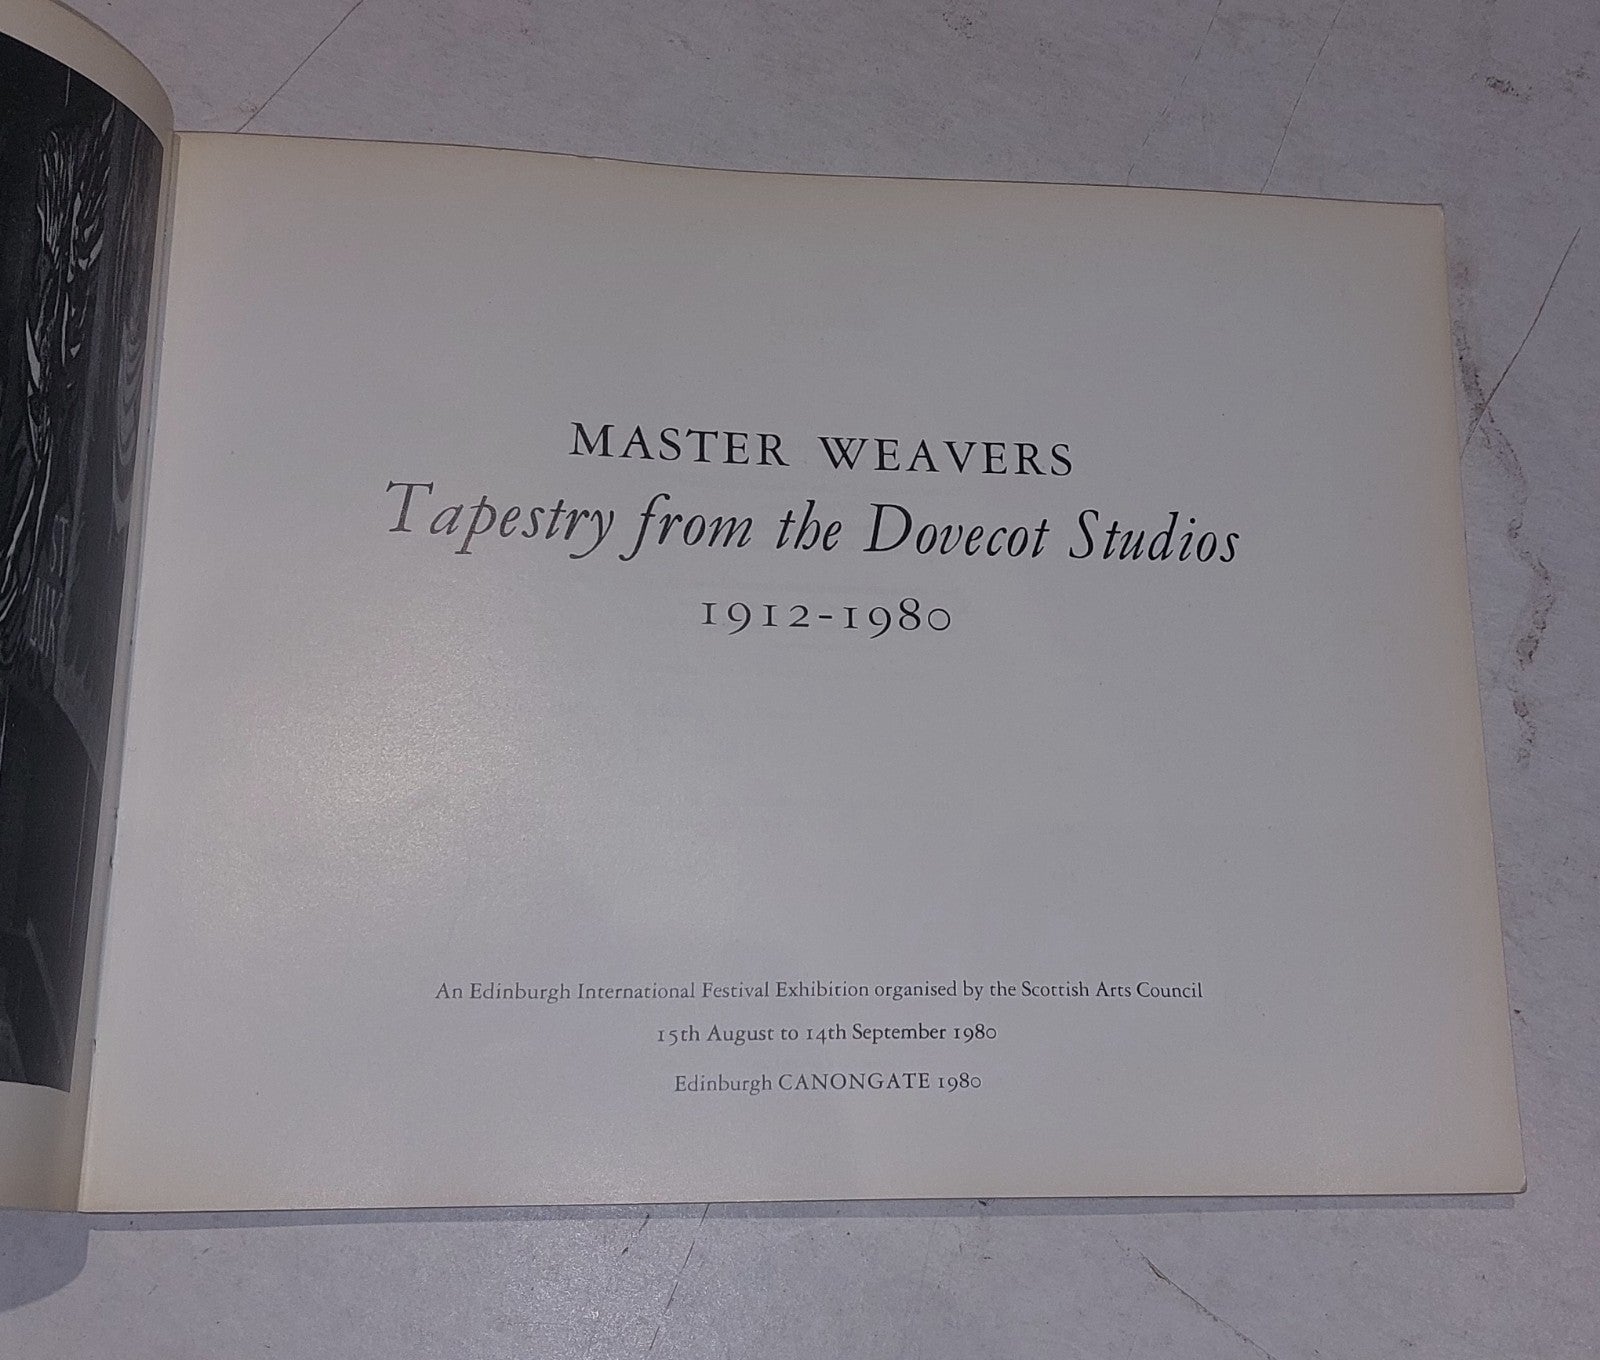 MASTER WEAVERS
Tapestry from the Dovecot Studios
1912-1980
An Edinburgh International Festival Exhibition organised by the Scottish Arts Council
15th August to 14th September 1980
Edinburgh CANONGATE 1980